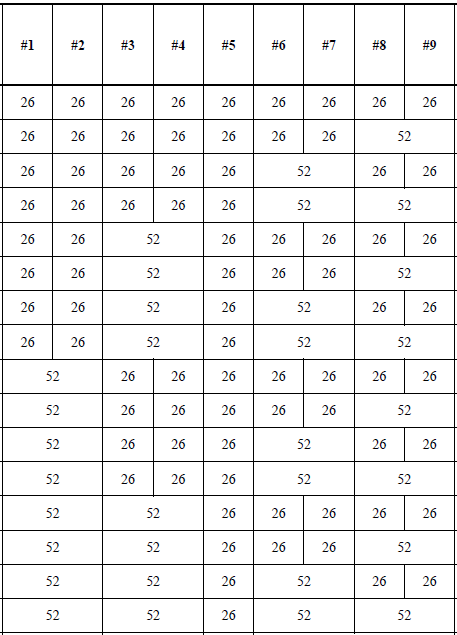 #1 #2 #3 #4 #5 #6 #7 #8 #9
26 26 26 26 26 26 26 26 26
26 26 26 26 26 26 26 52
26 26 26 26 26 52 26 26
26 26 26 26 26 52 52
26 26 52 26 26 26 26 26
26 26 52 26 26 26 52
26 26 52 26 52 26 26
26 26 52 26 52 52
52 26 26 26 26 26 26 26
52 26 26 26 26 26 52
52 26 26 26 52 26 26
52 26 26 26 52 52
52 52 26 26 26 26 26
52 52 26 26 26 52
52 52 26 52 26 26
52 52 26 52 52